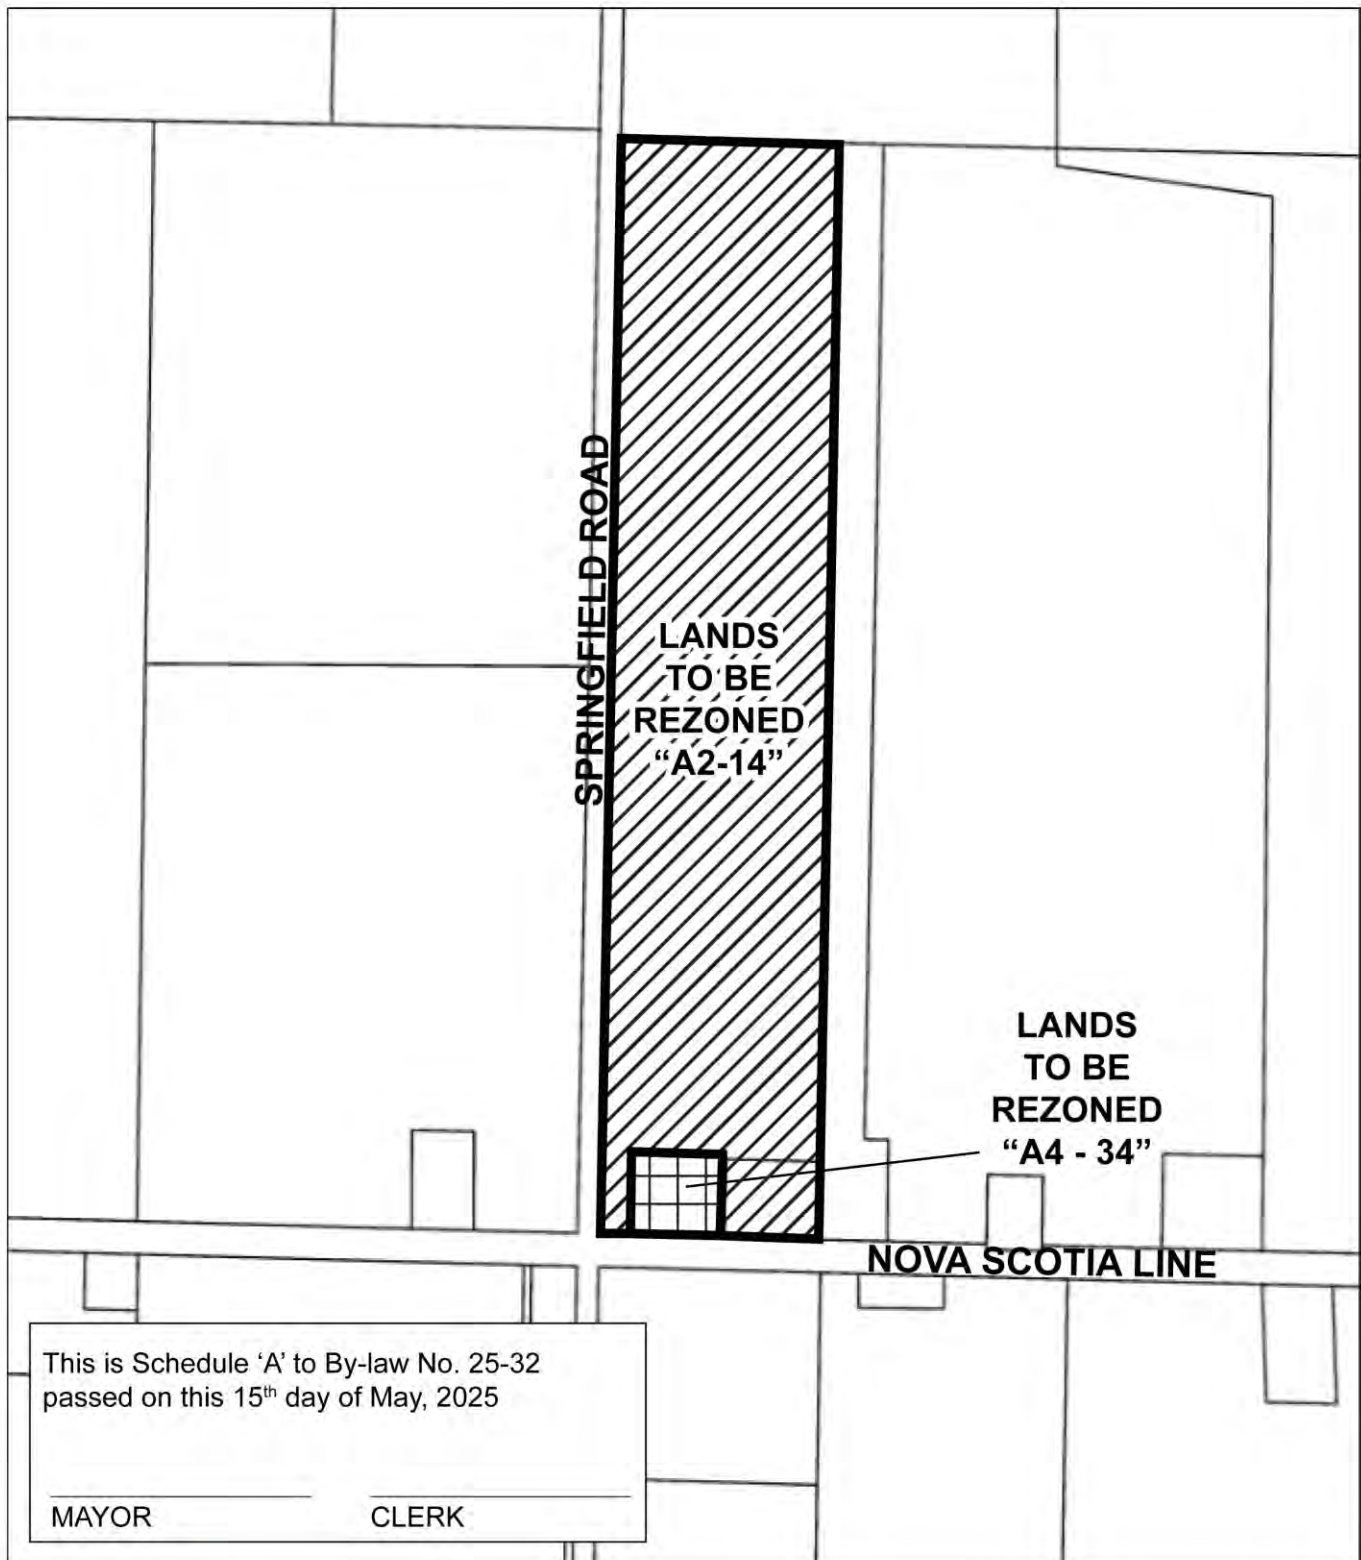 SPRINGFIELD ROAD
LANDS
TO BE
REZONED
“A2-14”
LANDS
TO BE
REZONED
“A4 - 34”
NOVA SCOTIA LINE
This is Schedule ‘A’ to By-law No. 25-32
passed on this 15th day of May, 2025
MAYOR
CLERK